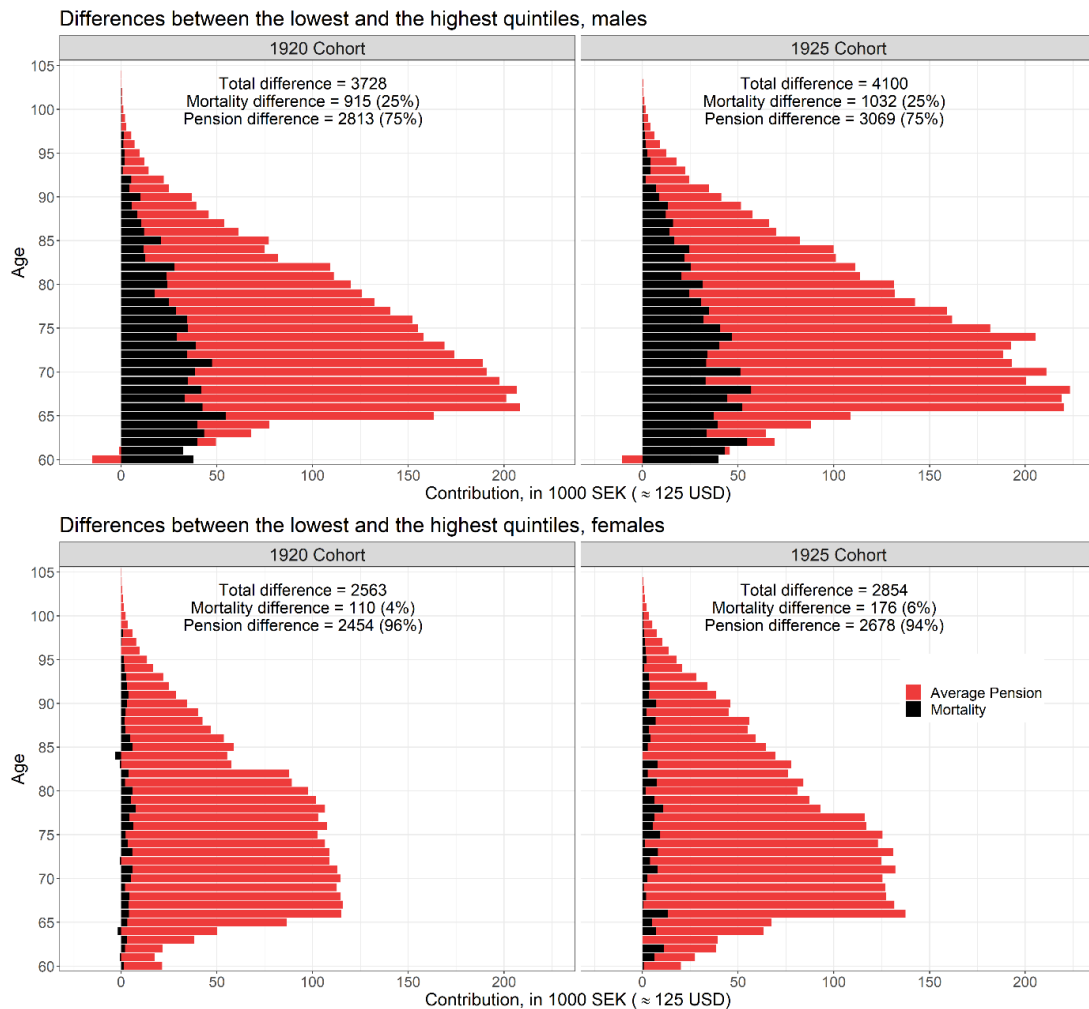 Differences between the lowest and the highest quintiles, males
1920 Cohort
1925 Cohort
Total difference = 3728
Mortality difference = 915 (25%)
Pension difference = 2813 (75%)
Total difference = 4100
Mortality difference = 1032 (25%)
Pension difference = 3069 (75%)
Age
105
100
95
90
85
80
75
70
65
60
0 50 100 150 200
0 50 100 150 200
Contribution, in 1000 SEK ( ≈ 125 USD)
Differences between the lowest and the highest quintiles, females
1920 Cohort
1925 Cohort
Total difference = 2563
Mortality difference = 110 (4%)
Pension difference = 2454 (96%)
Total difference = 2854
Mortality difference = 176 (6%)
Pension difference = 2678 (94%)
Average Pension
Mortality
Age
105
100
95
90
85
80
75
70
65
60
0 50 100 150 200
0 50 100 150 200
Contribution, in 1000 SEK ( ≈ 125 USD)